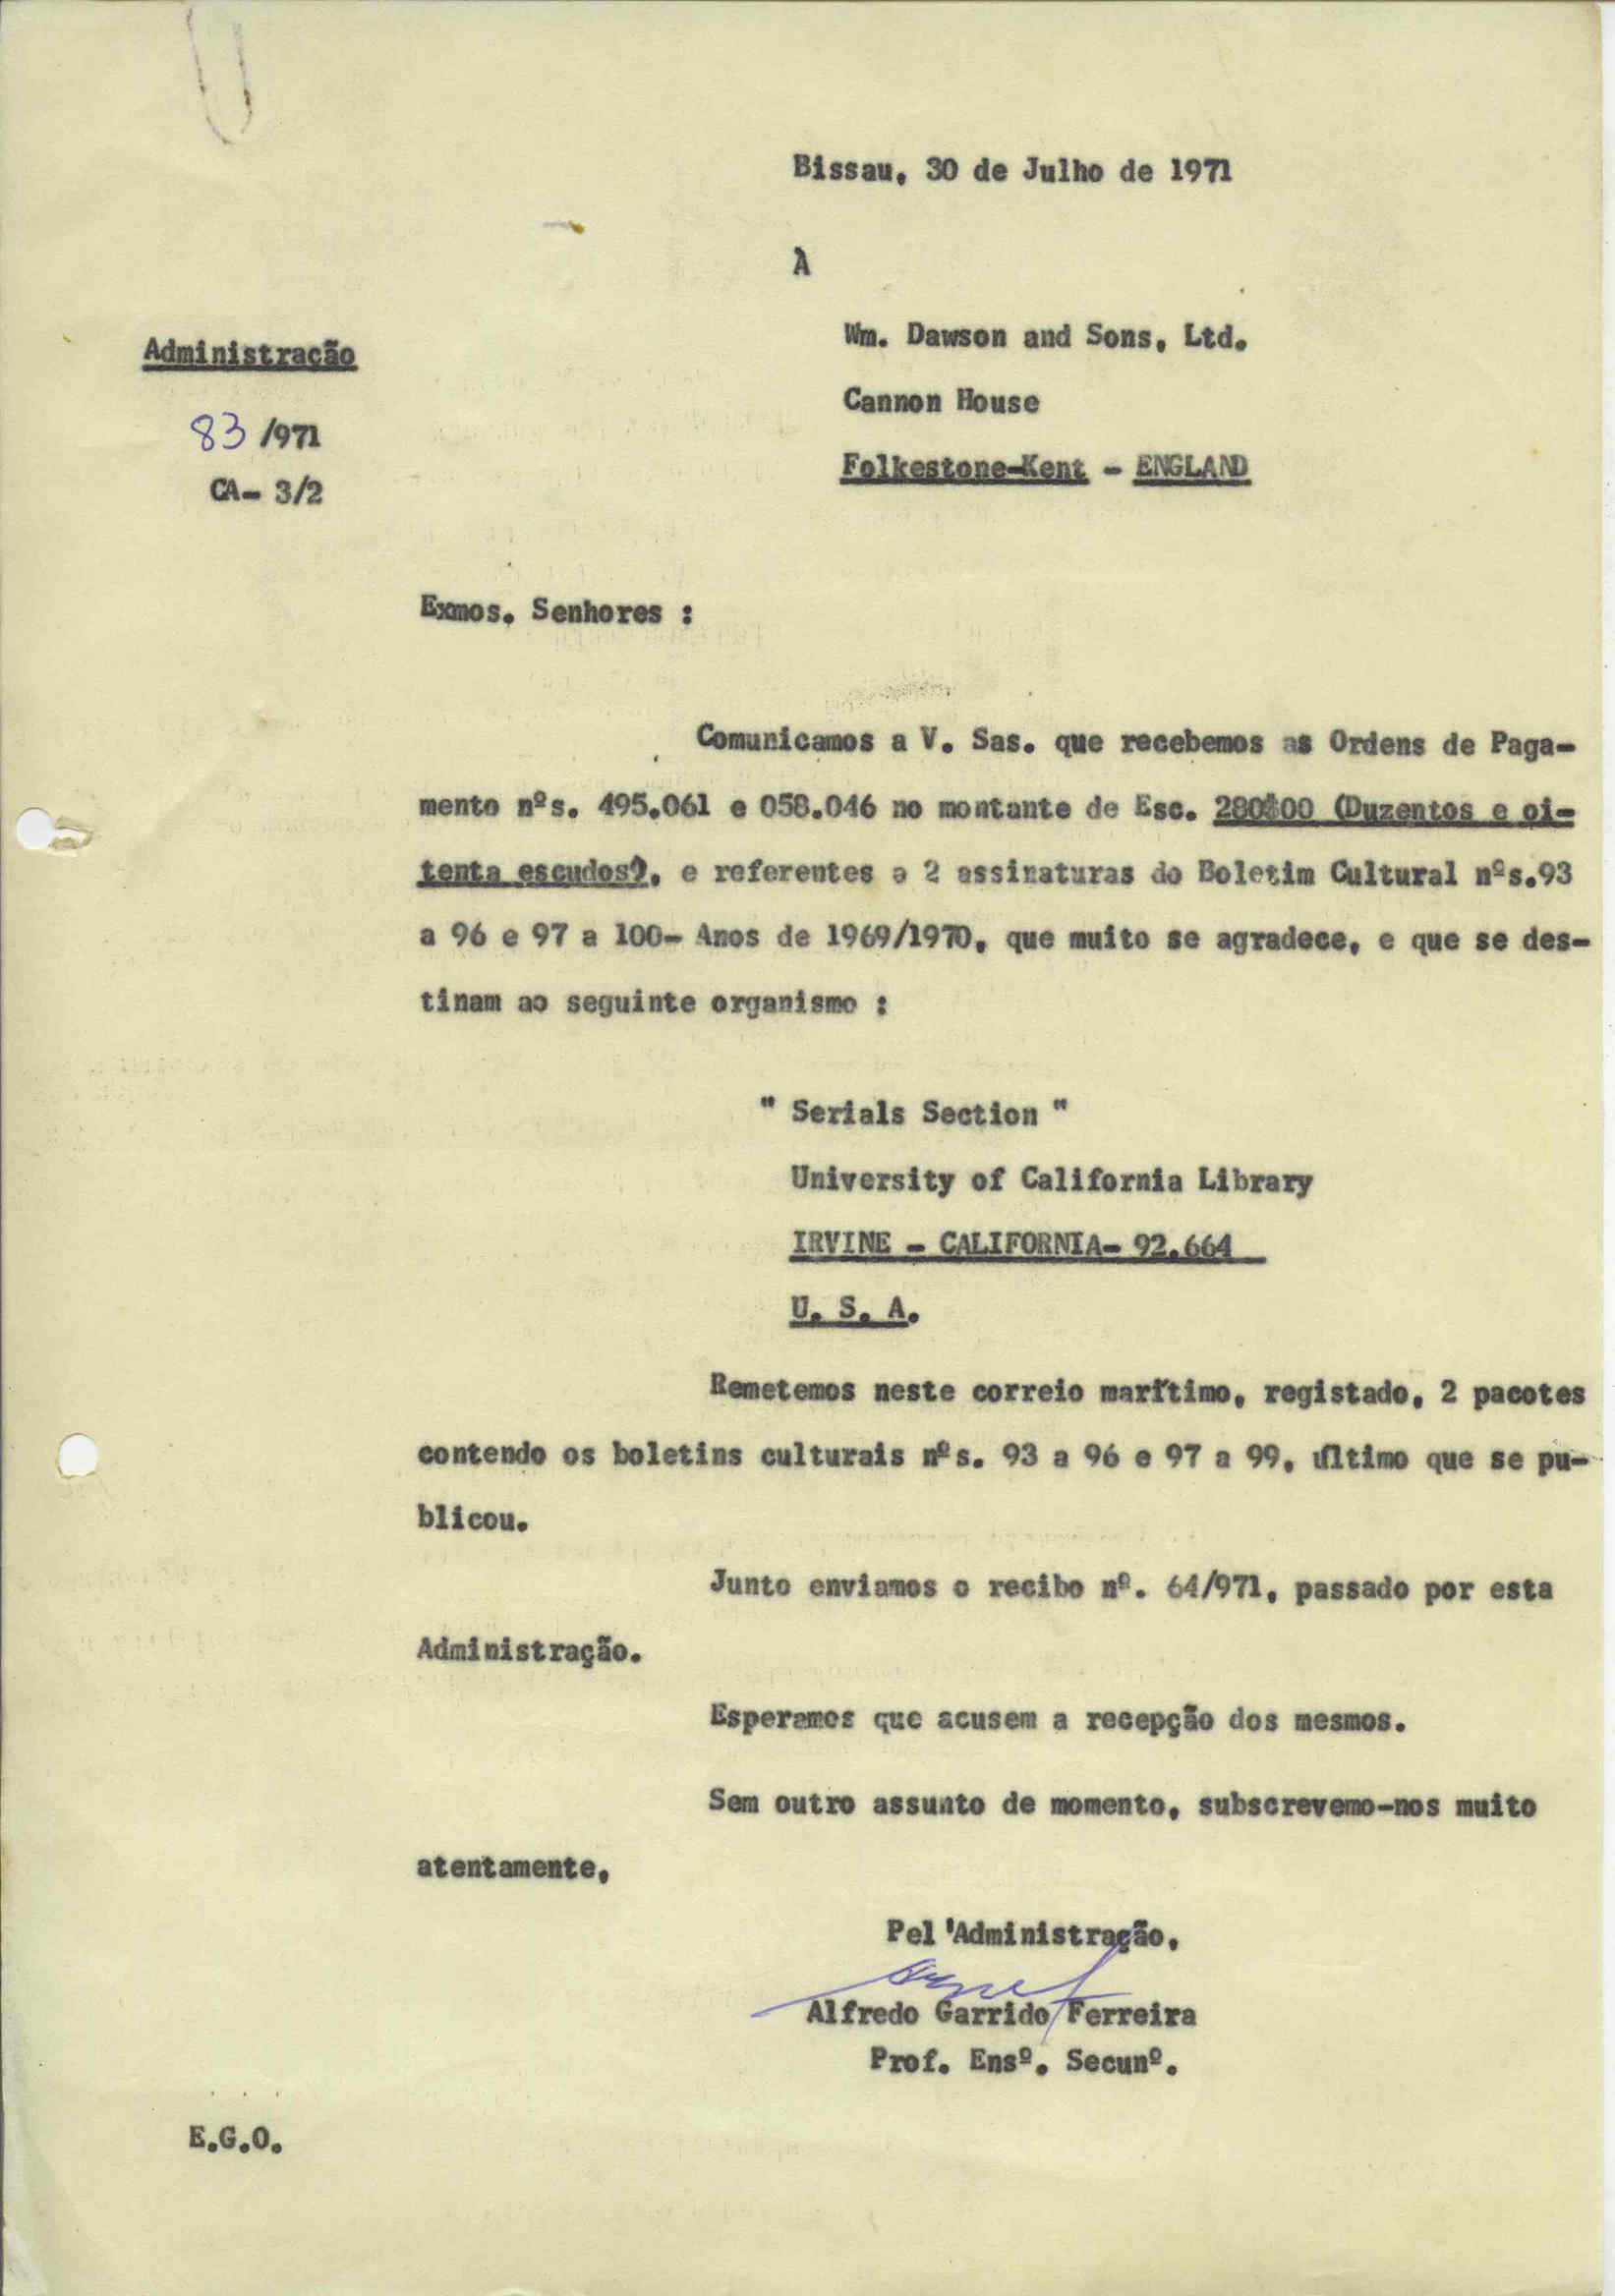 Bissau, 30 de Julho de 1971
À
Wm. Dawson and Sons, Ltd.
Administração
Cannon House
83 /971
Folkestone-Kent - ENGLAND
CA- 3/2
Exmos. Senhores :
Comunicamos a V. Sas. que recebemos as Ordens de Paga-
mento nºs. 495.061 e 058.046 no montante de Esc. 280$00 (Duzentos e oi-
tenta escudos), e referentes a 2 assinaturas do Boletim Cultural nºs.93
a 96 e 97 a 100- Anos de 1969/1970, que muito se agradece, e que se des-
tinam ao seguinte organismo :
" Serials Section "
University of California Library
IRVINE - CALIFORNIA- 92.664
U. S. A.
Remetemos neste correio marítimo, registado, 2 pacotes
contendo os boletins culturais nºs. 93 a 96 e 97 a 99, último que se pu-
blicou.
Junto enviamos o recibo nº. 64/971, passado por esta
Administração.
Esperamos que acusem a recepção dos mesmos.
Sem outro assunto de momento, subscrevemo-nos muito
atentamente,
Pel'Administração,
Alfredo Garrido Ferreira
Prof. Ensº. Secunº.
E.G.O.